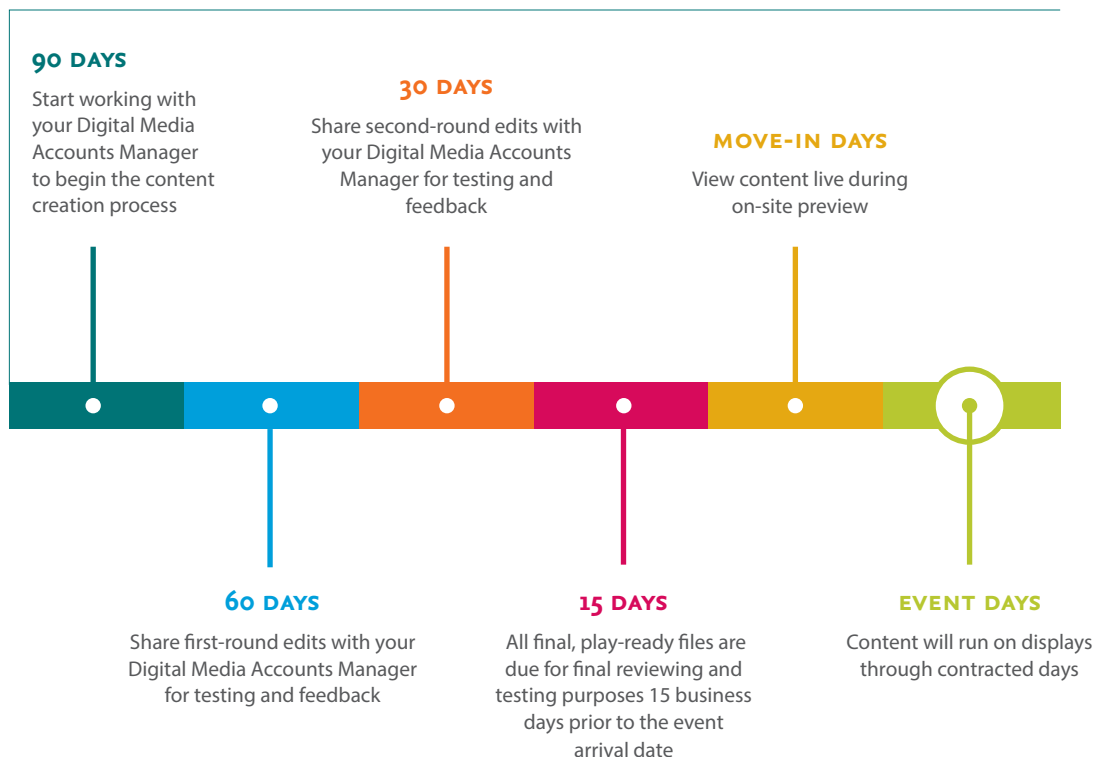 90 DAYS
Start working with
your Digital Media
Accounts Manager
to begin the content
creation process
60 DAYS
Share first-round edits with your
Digital Media Accounts Manager
for testing and feedback
30 DAYS
Share second-round edits with
your Digital Media Accounts
Manager for testing and
feedback
15 DAYS
All final, play-ready files are
due for final reviewing and
testing purposes 15 business
days prior to the event
arrival date
MOVE-IN DAYS
View content live during
on-site preview
EVENT DAYS
Content will run on displays
through contracted days